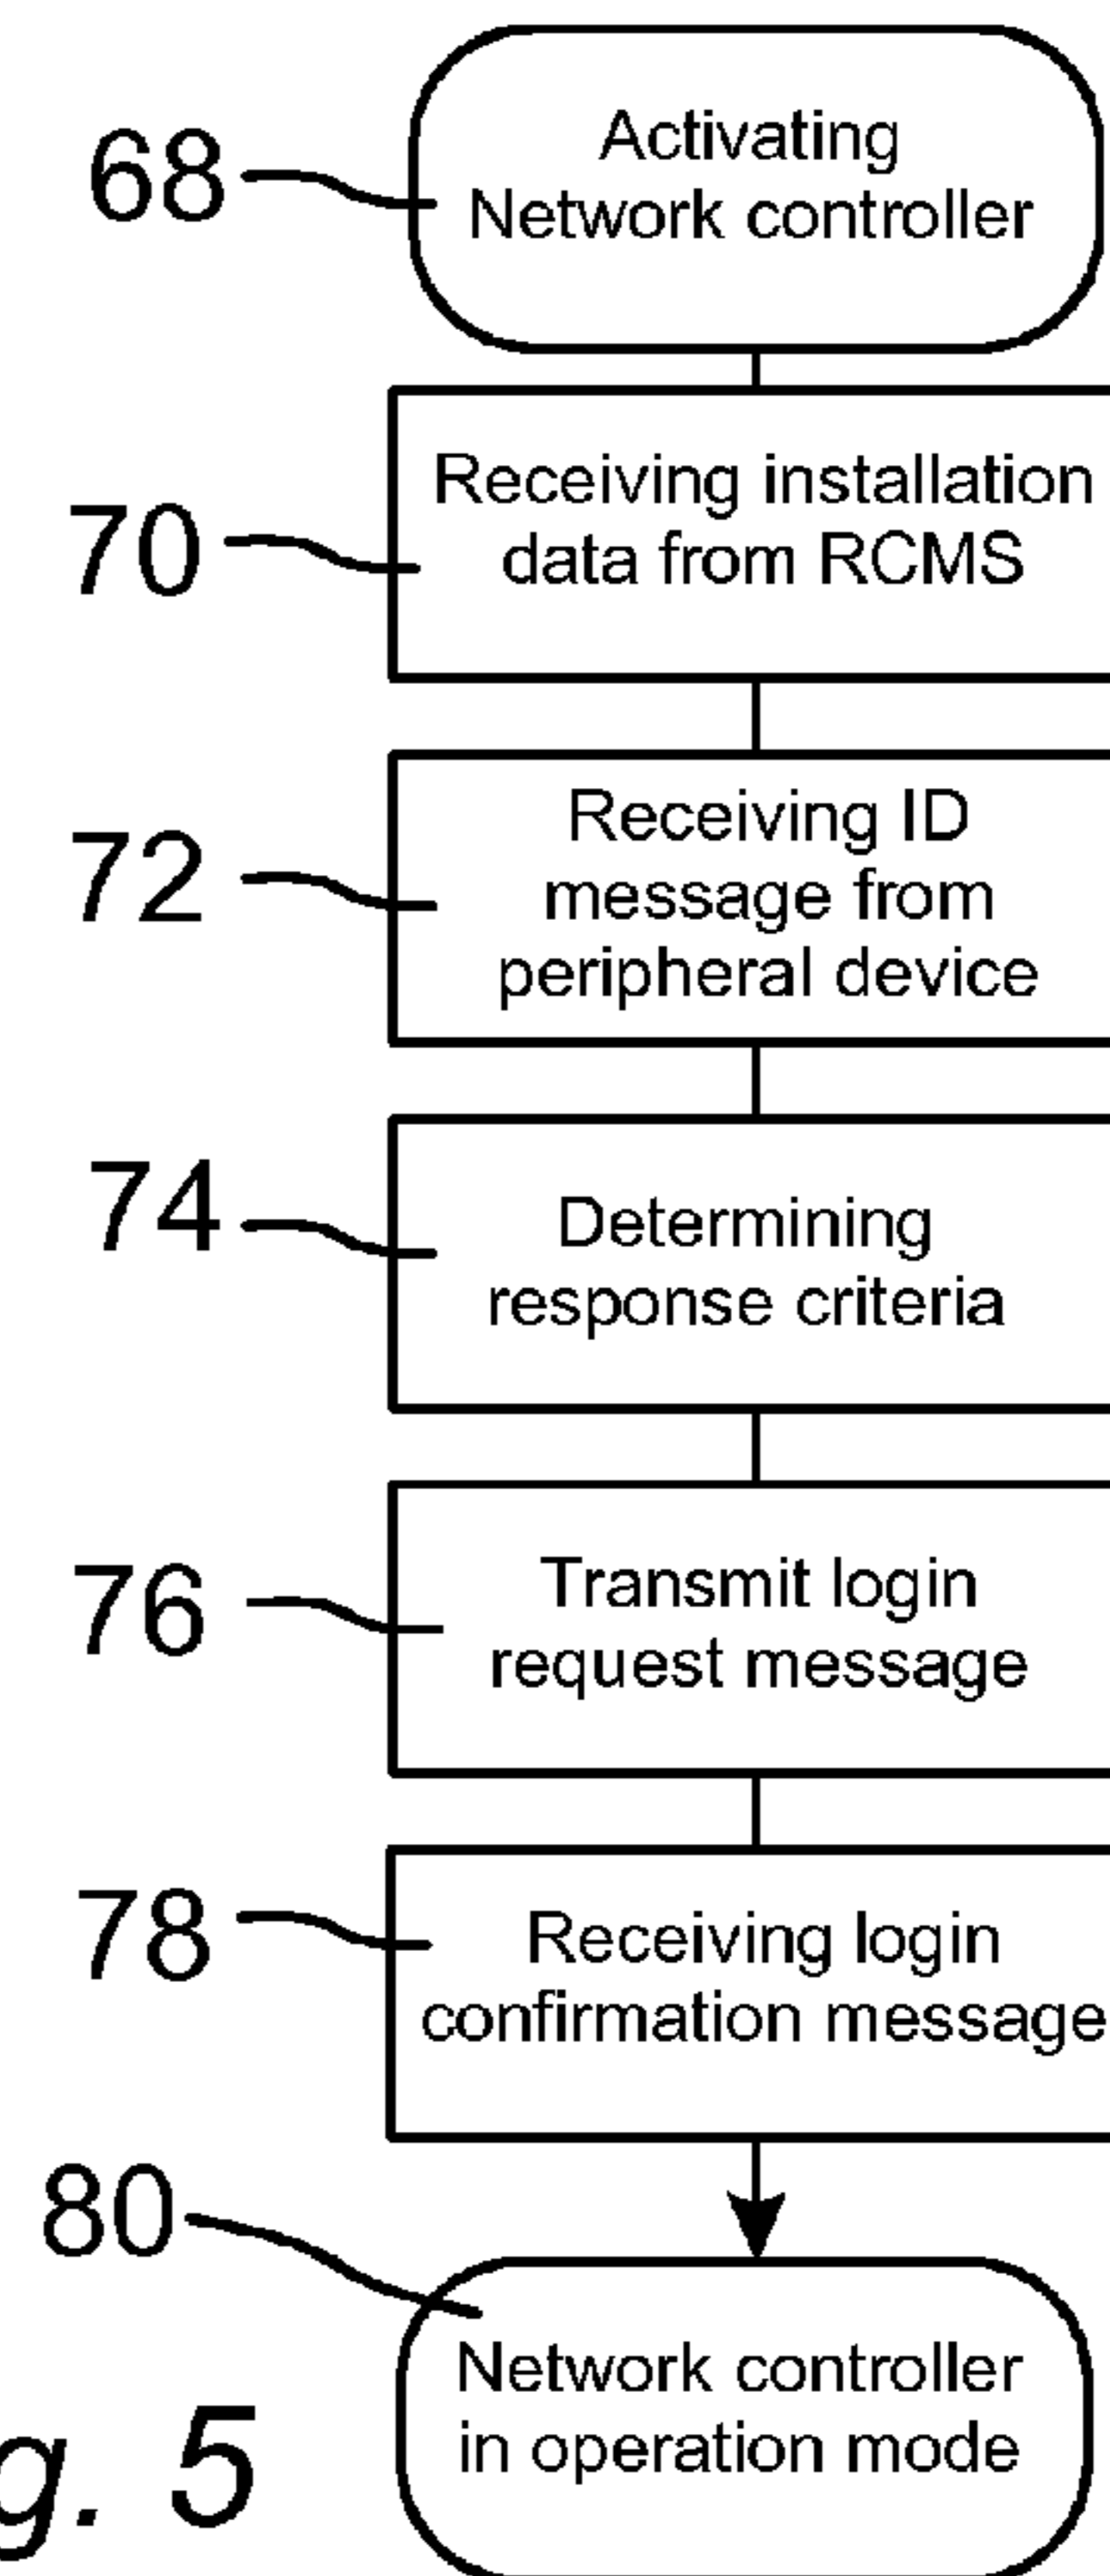 68
Activating
Network controller
70
Receiving installation
data from RCMS
72
Receiving ID
message from
peripheral device
74
Determining
response criteria
76
Transmit login
request message
78
Receiving login
confirmation message
80
Network controller
in operation mode
g. 5